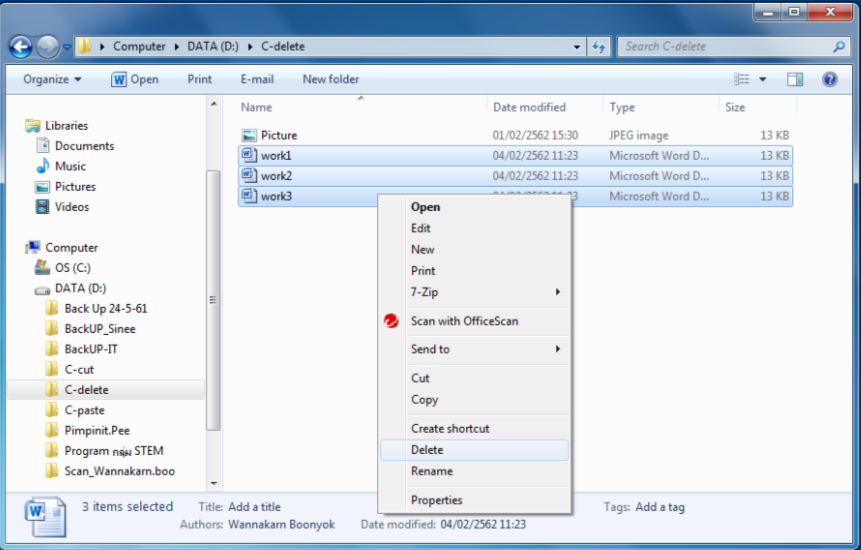 Computer ▸ DATA (D:) ▸ C-delete
Search C-delete
Organize Open Print E-mail New folder
Name Date modified Type Size
Picture 01/02/2562 15:30 JPEG image 13 KB
work1 04/02/2562 11:23 Microsoft Word D... 13 KB
work2 04/02/2562 11:23 Microsoft Word D... 13 KB
work3 04/02/2562 11:23 Microsoft Word D... 13 KB
Libraries
Documents
Music
Pictures
Videos
Computer
OS (C:)
DATA (D:)
Back Up 24-5-61
BackUP_Sinee
BackUP-IT
C-cut
C-delete
C-paste
Pimpinit.Pee
Program กลุ่ม STEM
Scan_Wannakarn.boo
Open
Edit
New
Print
7-Zip
Scan with OfficeScan
Send to
Cut
Copy
Create shortcut
Delete
Rename
Properties
3 items selected Title: Add a title Tags: Add a tag
Authors: Wannakarn Boonyok Date modified: 04/02/2562 11:23